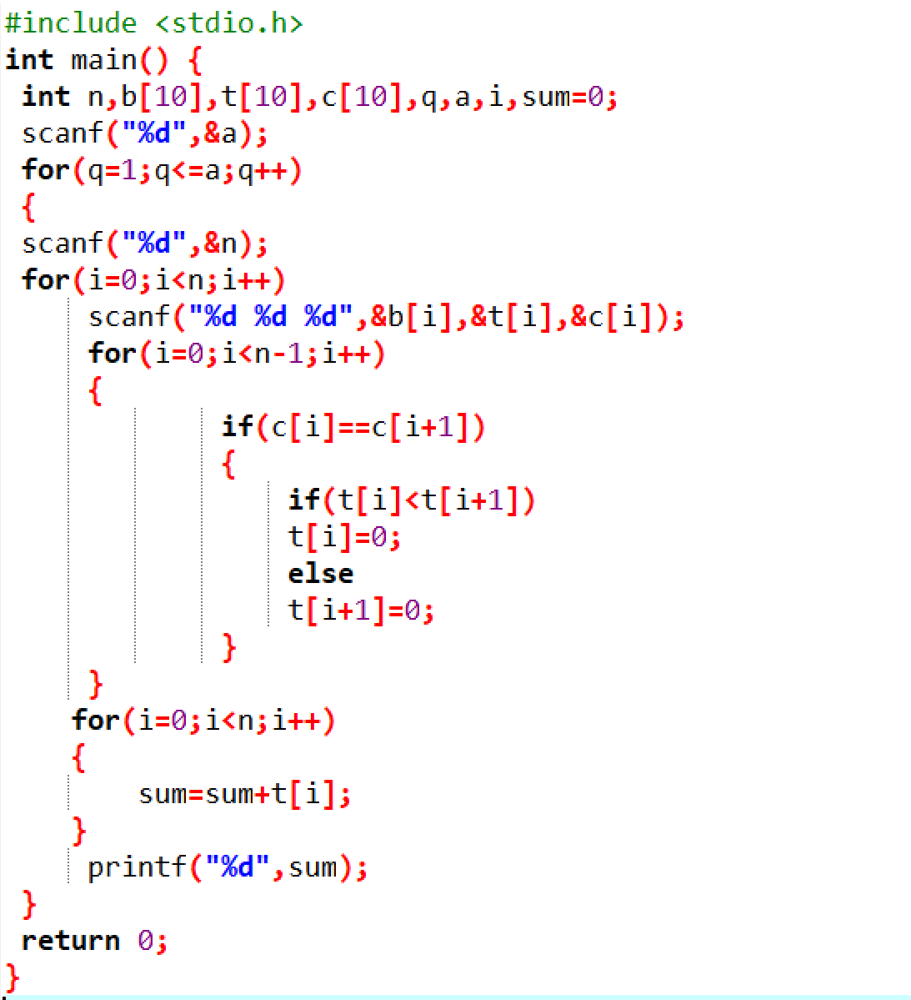 #include <stdio.h>
int main() {
 int n,b[10],t[10],c[10],q,a,i,sum=0;
 scanf("%d",&a);
 for(q=1;q<=a;q++)
 {
 scanf("%d",&n);
 for(i=0;i<n;i++)
     scanf("%d %d %d",&b[i],&t[i],&c[i]);
     for(i=0;i<n-1;i++)
     {
             if(c[i]==c[i+1])
             {
                 if(t[i]<t[i+1])
                 t[i]=0;
                 else
                 t[i+1]=0;
             }
     }
    for(i=0;i<n;i++)
    {
        sum=sum+t[i];
    }
     printf("%d",sum);
 }
 return 0;
}